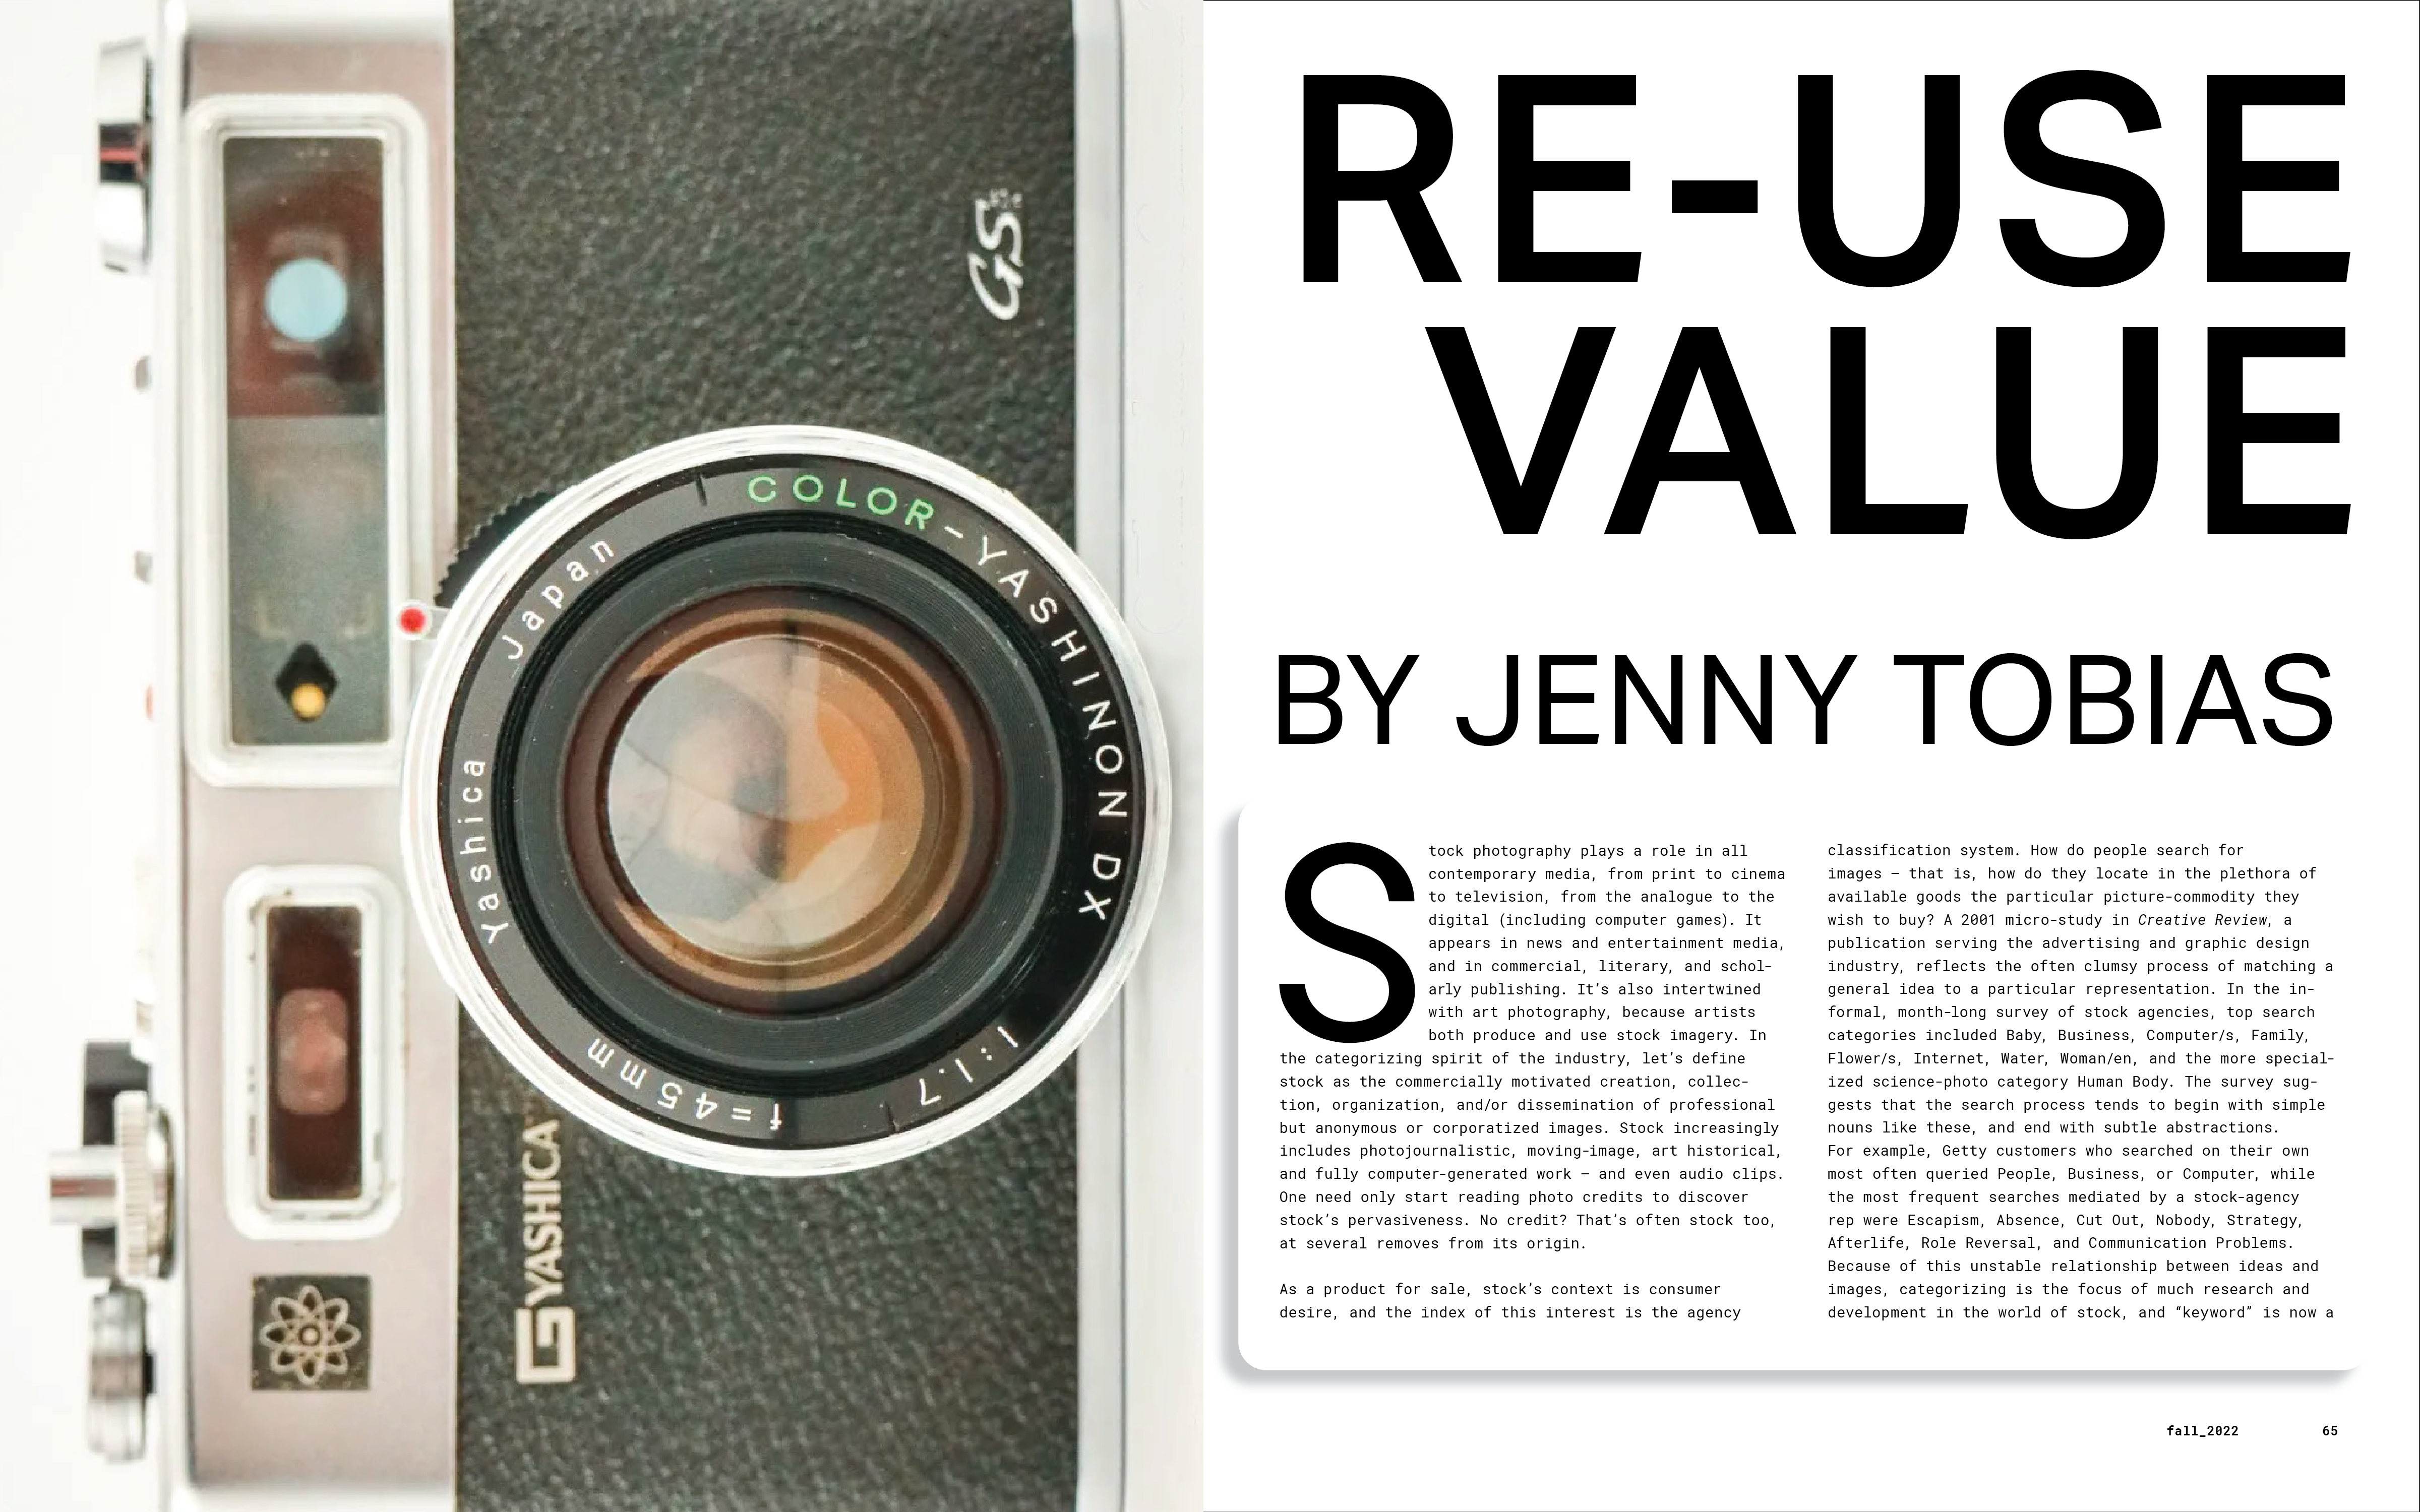 GS
COLOR-YASHINON DX
1:1.7
f=45mm
Yashica
Japan
YASHICA
RE-USE
VALUE
BY JENNY TOBIAS
Stock photography plays a role in all
contemporary media, from print to cinema
to television, from the analogue to the
digital (including computer games). It
appears in news and entertainment media,
and in commercial, literary, and schol-
arly publishing. It’s also intertwined
with art photography, because artists
both produce and use stock imagery. In
the categorizing spirit of the industry, let’s define
stock as the commercially motivated creation, collec-
tion, organization, and/or dissemination of professional
but anonymous or corporatized images. Stock increasingly
includes photojournalistic, moving-image, art historical,
and fully computer-generated work — and even audio clips.
One need only start reading photo credits to discover
stock’s pervasiveness. No credit? That’s often stock too,
at several removes from its origin.
As a product for sale, stock’s context is consumer
desire, and the index of this interest is the agency
classification system. How do people search for
images — that is, how do they locate in the plethora of
available goods the particular picture-commodity they
wish to buy? A 2001 micro-study in Creative Review, a
publication serving the advertising and graphic design
industry, reflects the often clumsy process of matching a
general idea to a particular representation. In the in-
formal, month-long survey of stock agencies, top search
categories included Baby, Business, Computer/s, Family,
Flower/s, Internet, Water, Woman/en, and the more special-
ized science-photo category Human Body. The survey sug-
gests that the search process tends to begin with simple
nouns like these, and end with subtle abstractions.
For example, Getty customers who searched on their own
most often queried People, Business, or Computer, while
the most frequent searches mediated by a stock-agency
rep were Escapism, Absence, Cut Out, Nobody, Strategy,
Afterlife, Role Reversal, and Communication Problems.
Because of this unstable relationship between ideas and
images, categorizing is the focus of much research and
development in the world of stock, and “keyword” is now a
fall_2022 65